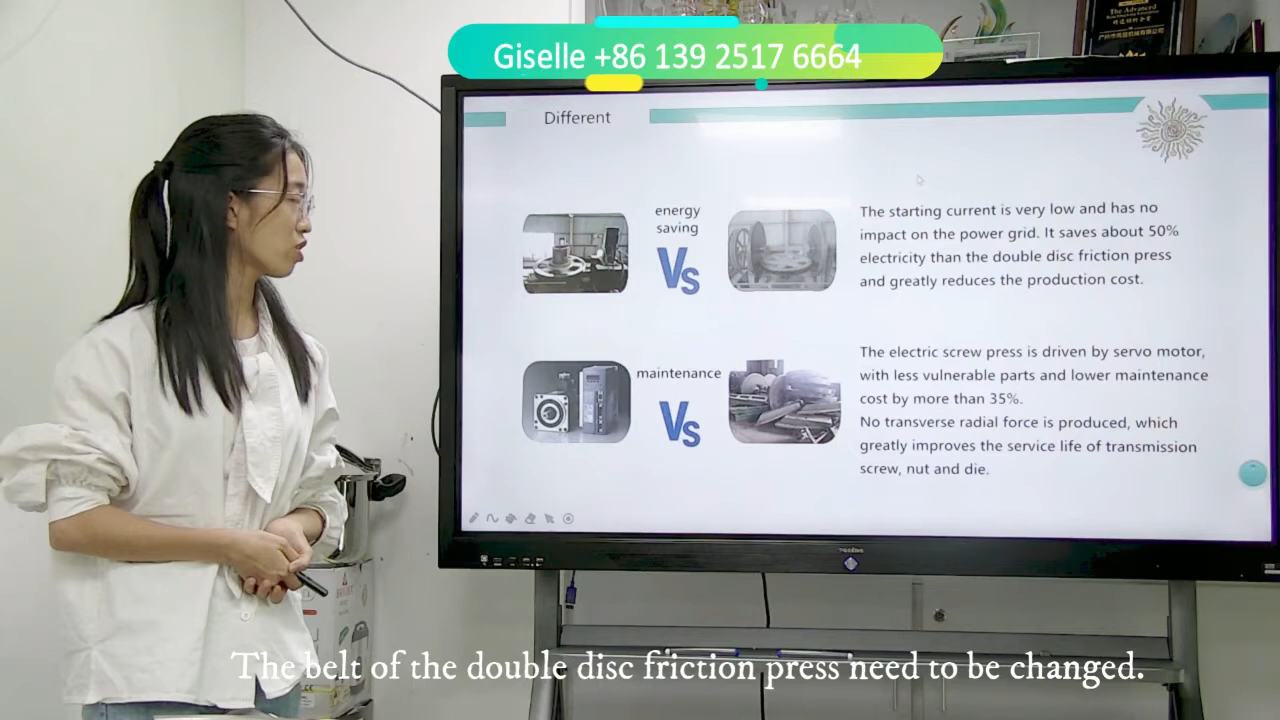 The Advanced
Giselle +86 139 2517 6664
Different
energy
saving
Vs
The starting current is very low and has no
impact on the power grid. It saves about 50%
electricity than the double disc friction press
and greatly reduces the production cost.
maintenance
Vs
The electric screw press is driven by servo motor,
with less vulnerable parts and lower maintenance
cost by more than 35%.
No transverse radial force is produced, which
greatly improves the service life of transmission
screw, nut and die.
The belt of the double disc friction press need to be changed.